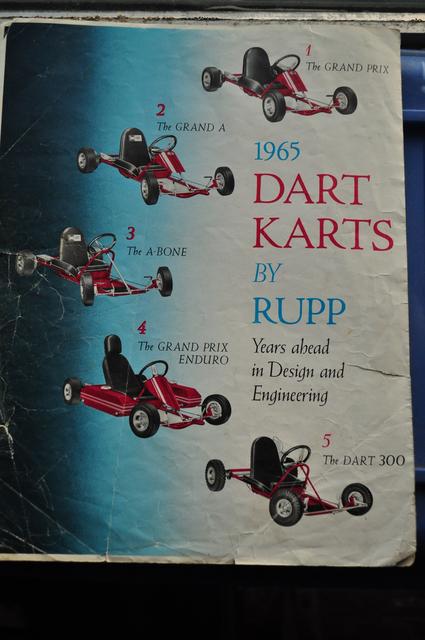 1
The GRAND PRIX
2
The GRAND A
3
The A-BONE
4
The GRAND PRIX
ENDURO
1965
DART
KARTS
BY
RUPP
Years ahead
in Design and
Engineering
5
The DART 300